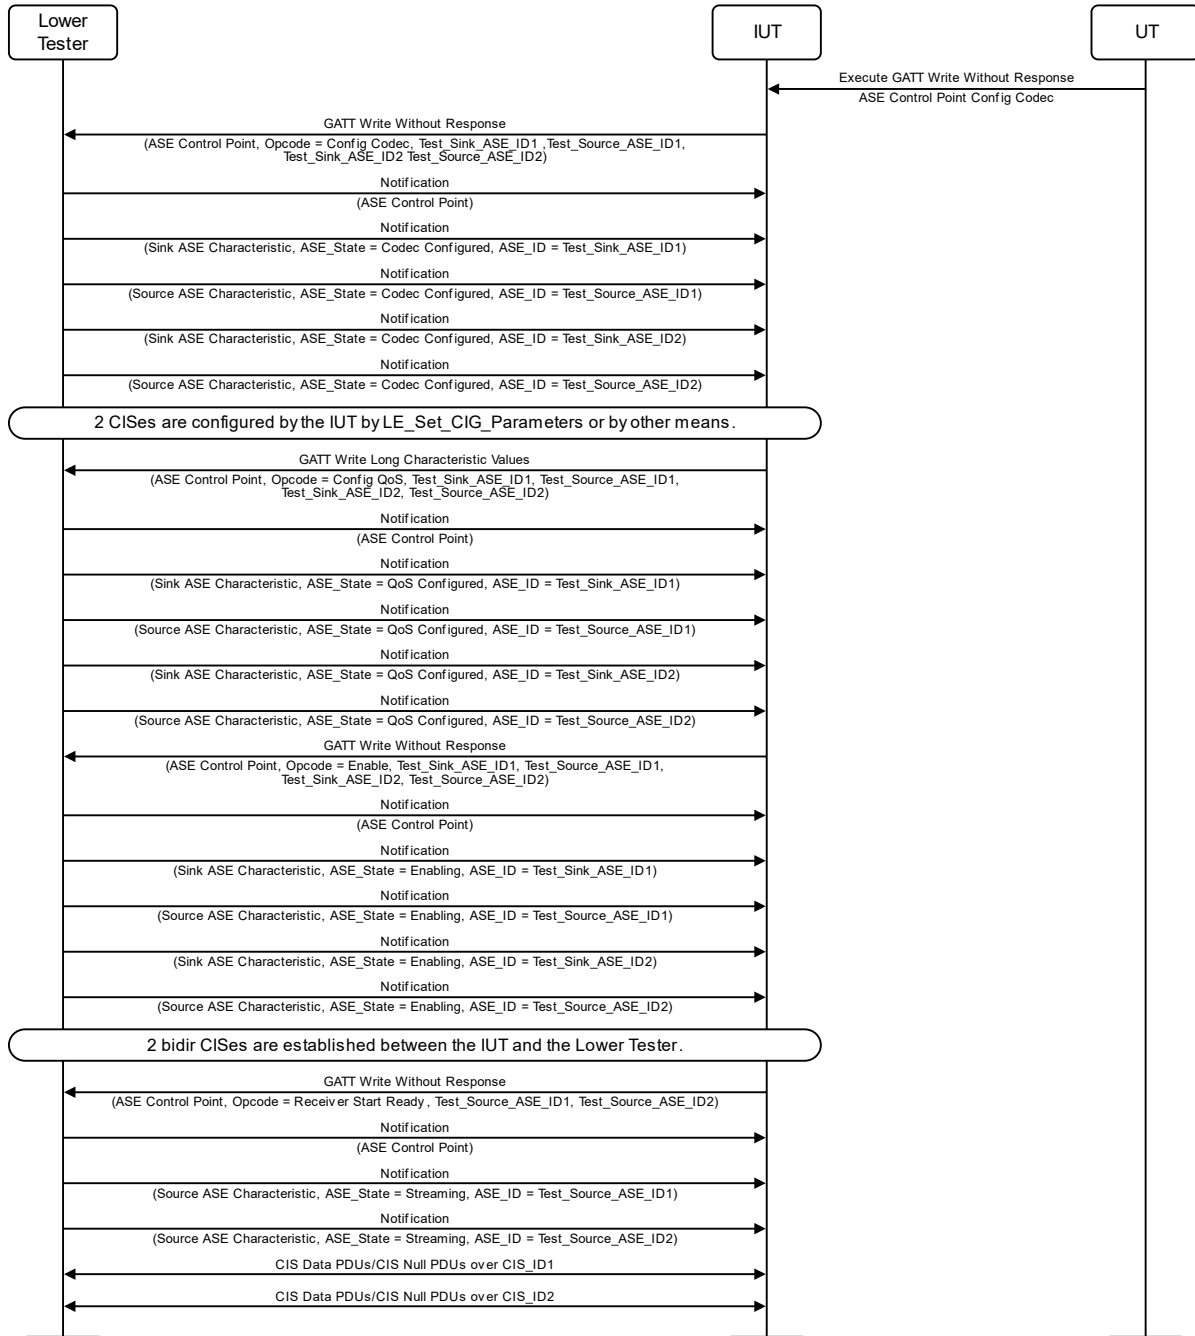 Lower
Tester
IUT
UT
Execute GATT Write Without Response
ASE Control Point Config Codec
GATT Write Without Response
(ASE Control Point, Opcode = Config Codec, Test_Sink_ASE_ID1 ,Test_Source_ASE_ID1,
Test_Sink_ASE_ID2 Test_Source_ASE_ID2)
Notification
(ASE Control Point)
Notification
(Sink ASE Characteristic, ASE_State = Codec Configured, ASE_ID = Test_Sink_ASE_ID1)
Notification
(Source ASE Characteristic, ASE_State = Codec Configured, ASE_ID = Test_Source_ASE_ID1)
Notification
(Sink ASE Characteristic, ASE_State = Codec Configured, ASE_ID = Test_Sink_ASE_ID2)
Notification
(Source ASE Characteristic, ASE_State = Codec Configured, ASE_ID = Test_Source_ASE_ID2)
2 CISes are configured by the IUT by LE_Set_CIG_Parameters or by other means.
GATT Write Long Characteristic Values
(ASE Control Point, Opcode = Config QoS, Test_Sink_ASE_ID1, Test_Source_ASE_ID1,
Test_Sink_ASE_ID2, Test_Source_ASE_ID2)
Notification
(ASE Control Point)
Notification
(Sink ASE Characteristic, ASE_State = QoS Configured, ASE_ID = Test_Sink_ASE_ID1)
Notification
(Source ASE Characteristic, ASE_State = QoS Configured, ASE_ID = Test_Source_ASE_ID1)
Notification
(Sink ASE Characteristic, ASE_State = QoS Configured, ASE_ID = Test_Sink_ASE_ID2)
Notification
(Source ASE Characteristic, ASE_State = QoS Configured, ASE_ID = Test_Source_ASE_ID2)
GATT Write Without Response
(ASE Control Point, Opcode = Enable, Test_Sink_ASE_ID1, Test_Source_ASE_ID1,
Test_Sink_ASE_ID2, Test_Source_ASE_ID2)
Notification
(ASE Control Point)
Notification
(Sink ASE Characteristic, ASE_State = Enabling, ASE_ID = Test_Sink_ASE_ID1)
Notification
(Source ASE Characteristic, ASE_State = Enabling, ASE_ID = Test_Source_ASE_ID1)
Notification
(Sink ASE Characteristic, ASE_State = Enabling, ASE_ID = Test_Sink_ASE_ID2)
Notification
(Source ASE Characteristic, ASE_State = Enabling, ASE_ID = Test_Source_ASE_ID2)
2 bidir CISes are established between the IUT and the Lower Tester.
GATT Write Without Response
(ASE Control Point, Opcode = Receiver Start Ready, Test_Source_ASE_ID1, Test_Source_ASE_ID2)
Notification
(ASE Control Point)
Notification
(Source ASE Characteristic, ASE_State = Streaming, ASE_ID = Test_Source_ASE_ID1)
Notification
(Source ASE Characteristic, ASE_State = Streaming, ASE_ID = Test_Source_ASE_ID2)
CIS Data PDUs/CIS Null PDUs over CIS_ID1
CIS Data PDUs/CIS Null PDUs over CIS_ID2